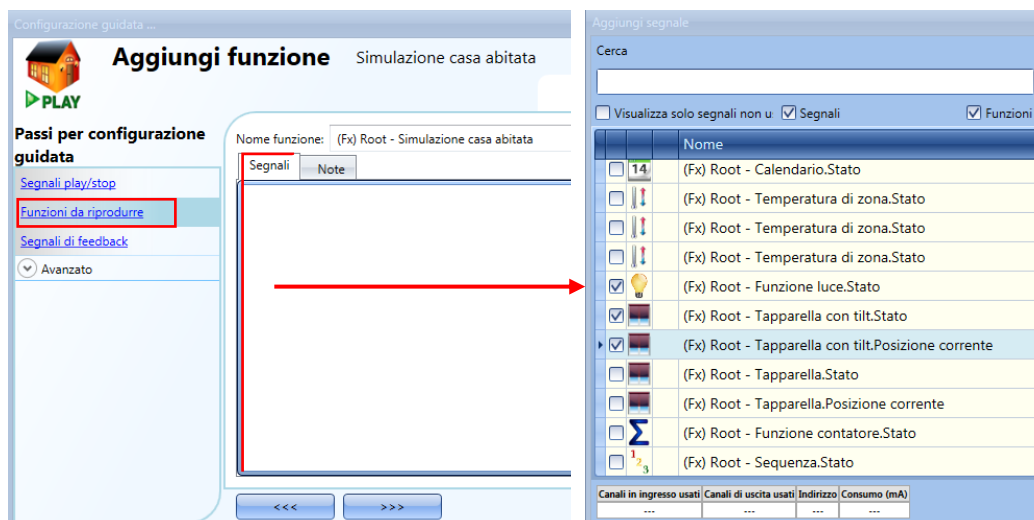 Configurazione guidata ...
Aggiungi funzione
Simulazione casa abitata
PLAY
Passi per configurazione
guidata
Segnali play/stop
Funzioni da riprodurre
Segnali di feedback
Avanzato
Nome funzione: (Fx) Root - Simulazione casa abitata
Segnali Note
<<< >>>
Aggiungi segnale
Cerca
Visualizza solo segnali non u Segnali Funzioni
Nome
14 (Fx) Root - Calendario.Stato
(Fx) Root - Temperatura di zona.Stato
(Fx) Root - Temperatura di zona.Stato
(Fx) Root - Temperatura di zona.Stato
(Fx) Root - Funzione luce.Stato
(Fx) Root - Tapparella con tilt.Stato
(Fx) Root - Tapparella con tilt.Posizione corrente
(Fx) Root - Tapparella.Stato
(Fx) Root - Tapparella.Posizione corrente
Σ (Fx) Root - Funzione contatore.Stato
1 2 3 (Fx) Root - Sequenza.Stato
Canali in ingresso usati Canali di uscita usati Indirizzo Consumo (mA)
--- --- --- ---